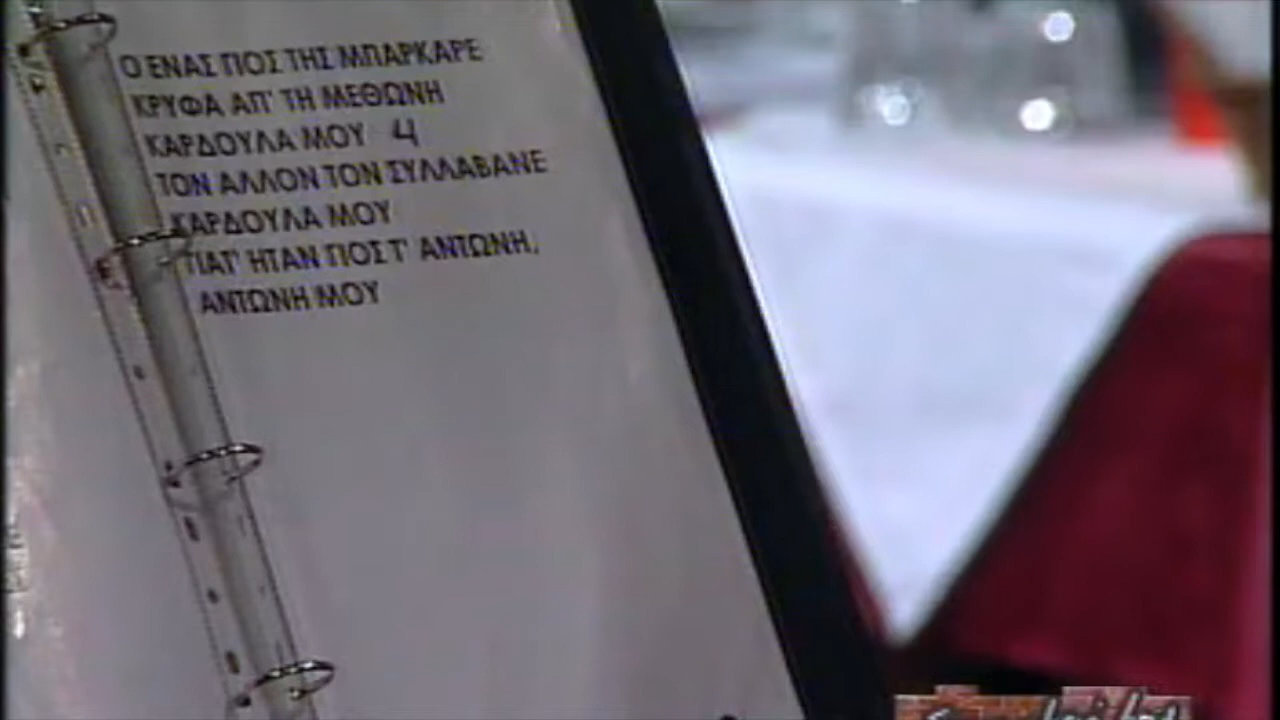 Ο ΕΝΑΣ ΓΙΟΣ ΤΗΣ ΜΠΑΡΚΑΡΕ
ΚΡΥΦΑ ΑΠ' ΤΗ ΜΕΘΩΝΗ
ΚΑΡΔΟΥΛΑ ΜΟΥ 4
ΤΟΝ ΑΛΛΟΝ ΤΟΝ ΣΥΛΛΑΒΑΝΕ
ΚΑΡΔΟΥΛΑ ΜΟΥ
ΓΙΑΤ' ΗΤΑΝ ΓΙΟΣ Τ' ΑΝΤΩΝΗ,
ΑΝΤΩΝΗ ΜΟΥ